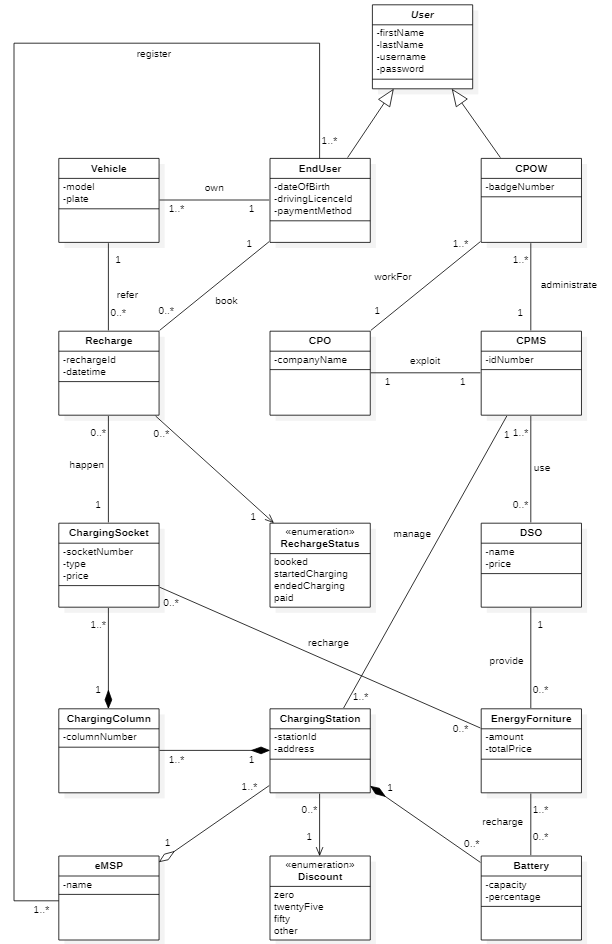 User
-firstName
-lastName
-username
-password
register
1..*
Vehicle
-model
-plate
own
1..*
1
EndUser
-dateOfBirth
-drivingLicenceId
-paymentMethod
CPOW
-badgeNumber
1
refer
0..*
1
book
0..*
1..*
workFor
1
1..*
administrate
1
Recharge
-rechargeId
-datetime
CPO
-companyName
exploit
1
1
CPMS
-idNumber
0..*
happen
1
0..*
1
1
1..*
use
0..*
manage
1..*
ChargingSocket
-socketNumber
-type
-price
«enumeration»
RechargeStatus
booked
startedCharging
endedCharging
paid
DSO
-name
-price
0..*
recharge
0..*
1..*
1
1
provide
0..*
ChargingColumn
-columnNumber
1..*
1
ChargingStation
-stationId
-address
EnergyForniture
-amount
-totalPrice
1..*
1
0..*
1
1
0..*
recharge
1..*
0..*
eMSP
-name
1..*
«enumeration»
Discount
zero
twentyFive
fifty
other
Battery
-capacity
-percentage